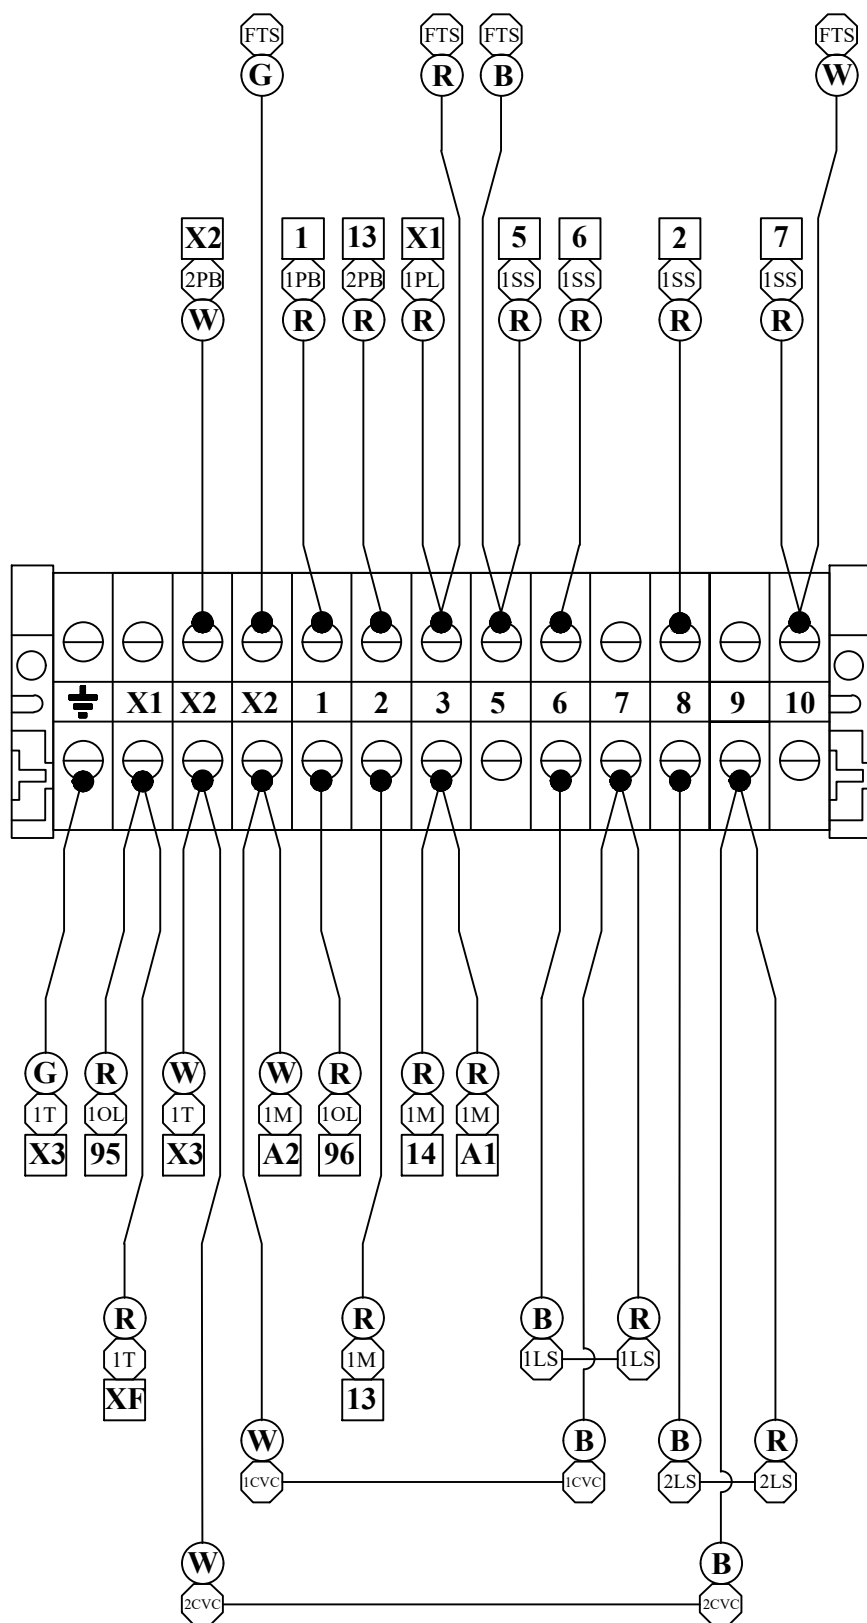 FTS FTS FTS FTS
G R B W
X2 1 13 X1 5 6 2 7
2PB 1PB 2PB 1PL 1SS 1SS 1SS 1SS
W R R R R R R R
X1 X2 X2 1 2 3 5 6 7 8 9 10
G R W W R R R
1T 1OL 1T 1M 1OL 1M 1M
X3 95 X3 A2 96 14 A1
R R B R
1T 1M 1LS 1LS
XF 13
W B B R
1CVC 1CVC 2LS 2LS
W B
2CVC 2CVC